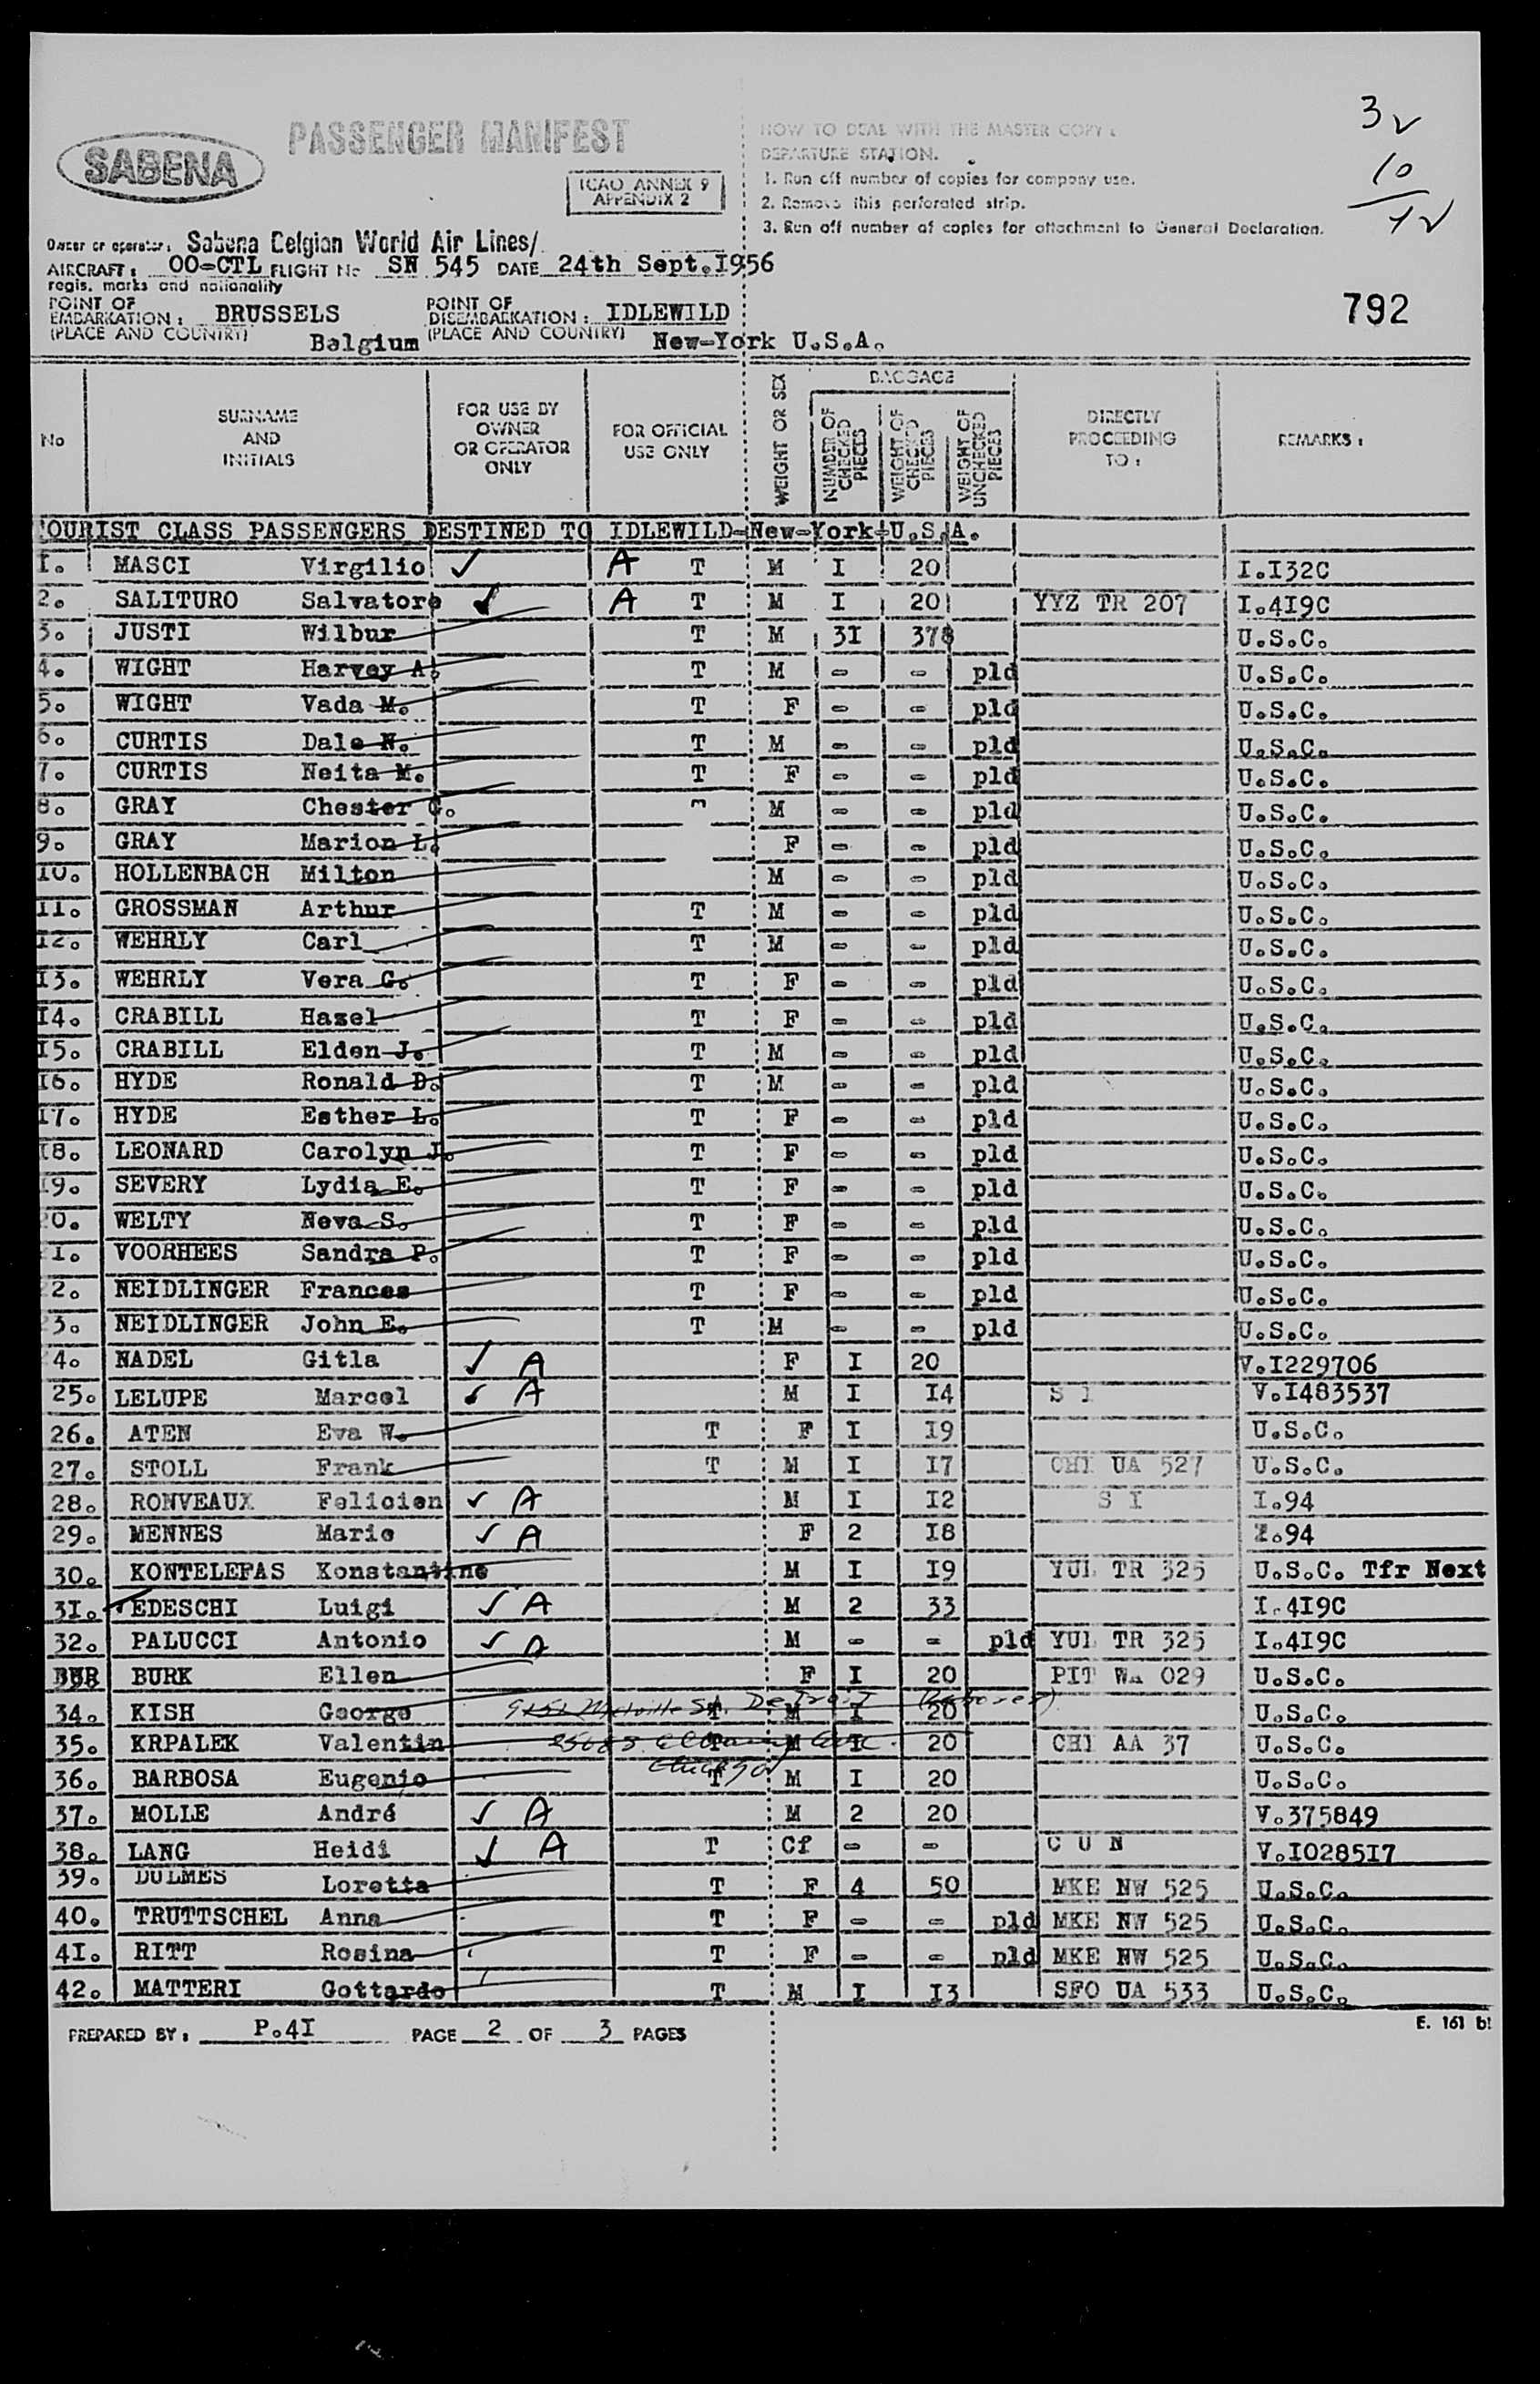 3✓
10
12
SABENA
PASSENGER MANIFEST
ICAO ANNEX 9
APPENDIX 2
HOW TO DEAL WITH THE MASTER COPY :
DEPARTURE STATION.
1. Run off number of copies for company use.
2. Remove this perforated strip.
3. Run off number of copies for attachment to General Declaration.
Owner or operator: Sabena Belgian World Air Lines/
AIRCRAFT: OO-CTL FLIGHT No SN 545 DATE 24th Sept.I956
regis. marks and nationality
POINT OF EMBARKATION: BRUSSELS POINT OF DISEMBARKATION: IDLEWILD
792
(PLACE AND COUNTRY) Belgium (PLACE AND COUNTRY) New-York U.S.A.
No SURNAME AND INITIALS FOR USE BY OWNER OR OPERATOR ONLY FOR OFFICIAL USE ONLY WEIGHT OR SEX BAGGAGE NUMBER OF CHECKED PIECES WEIGHT OF CHECKED PIECES WEIGHT OF UNCHECKED PIECES DIRECTLY PROCEEDING TO: REMARKS:
TOURIST CLASS PASSENGERS DESTINED TO IDLEWILD-New-York-U.S.A.
I. MASCI Virgilio ✓ A T M I 20 I.I32C
2. SALITURO Salvatore ✓ A T M I 20 YYZ TR 207 I.4I9C
3. JUSTI Wilbur T M 3I 378 U.S.C.
4. WIGHT Harvey A. T M - - pld U.S.C.
5. WIGHT Vada M. T F - - pld U.S.C.
6. CURTIS Dale N. T M - - pld U.S.C.
7. CURTIS Neita M. T F - - pld U.S.C.
8. GRAY Chester G. T M - - pld U.S.C.
9. GRAY Marion L. F - - pld U.S.C.
I0. HOLLENBACH Milton M - - pld U.S.C.
II. GROSSMAN Arthur T M - - pld U.S.C.
I2. WEHRLY Carl T M - - pld U.S.C.
I3. WEHRLY Vera G. T F - - pld U.S.C.
I4. CRABILL Hazel T F - - pld U.S.C.
I5. CRABILL Elden J. T M - - pld U.S.C.
I6. HYDE Ronald D. T M - - pld U.S.C.
I7. HYDE Esther L. T F - - pld U.S.C.
I8. LEONARD Carolyn J. T F - - pld U.S.C.
I9. SEVERY Lydia E. T F - - pld U.S.C.
20. WELTY Neva S. T F - - pld U.S.C.
2I. VOORHEES Sandra P. T F - - pld U.S.C.
22. NEIDLINGER Frances T F - - pld U.S.C.
23. NEIDLINGER John E. T M - - pld U.S.C.
24. NADEL Gitla ✓ A F I 20 V.I229706
25. LELUPE Marcel ✓ A M I I4 S I V.I483537
26. ATEN Eva W. T F I I9 U.S.C.
27. STOLL Frank T M I I7 CHI UA 527 U.S.C.
28. RONVEAUX Felicien ✓ A M I I2 S I I.94
29. MENNES Marie ✓ A F 2 I8 I.94
30. KONTELEFAS Konstantine M I I9 YUL TR 325 U.S.C. Tfr Next
3I. TEDESCHI Luigi ✓ A M 2 33 I.4I9C
32. PALUCCI Antonio ✓ A M - - pld YUL TR 325 I.4I9C
BURK Ellen F I 20 PIT WA 029 U.S.C.
34. KISH George St. Detroit T M I 20 U.S.C.
35. KRPALEK Valentin T M I 20 CHI AA 37 U.S.C.
Chicago
36. BARBOSA Eugenio T M I 20 U.S.C.
37. MOLLE André ✓ A M 2 20 V.375849
38. LANG Heidi ✓ A T Cf - - C U N V.I0285I7
39. DULMES Loretta T F 4 50 MKE NW 525 U.S.C.
40. TRUTTSCHEL Anna T F - - pld MKE NW 525 U.S.C.
4I. RITT Rosina T F - - pld MKE NW 525 U.S.C.
42. MATTERI Gottardo T M I I3 SFO UA 533 U.S.C.
PREPARED BY: P.4I PAGE 2 OF 3 PAGES
E. 161 b!